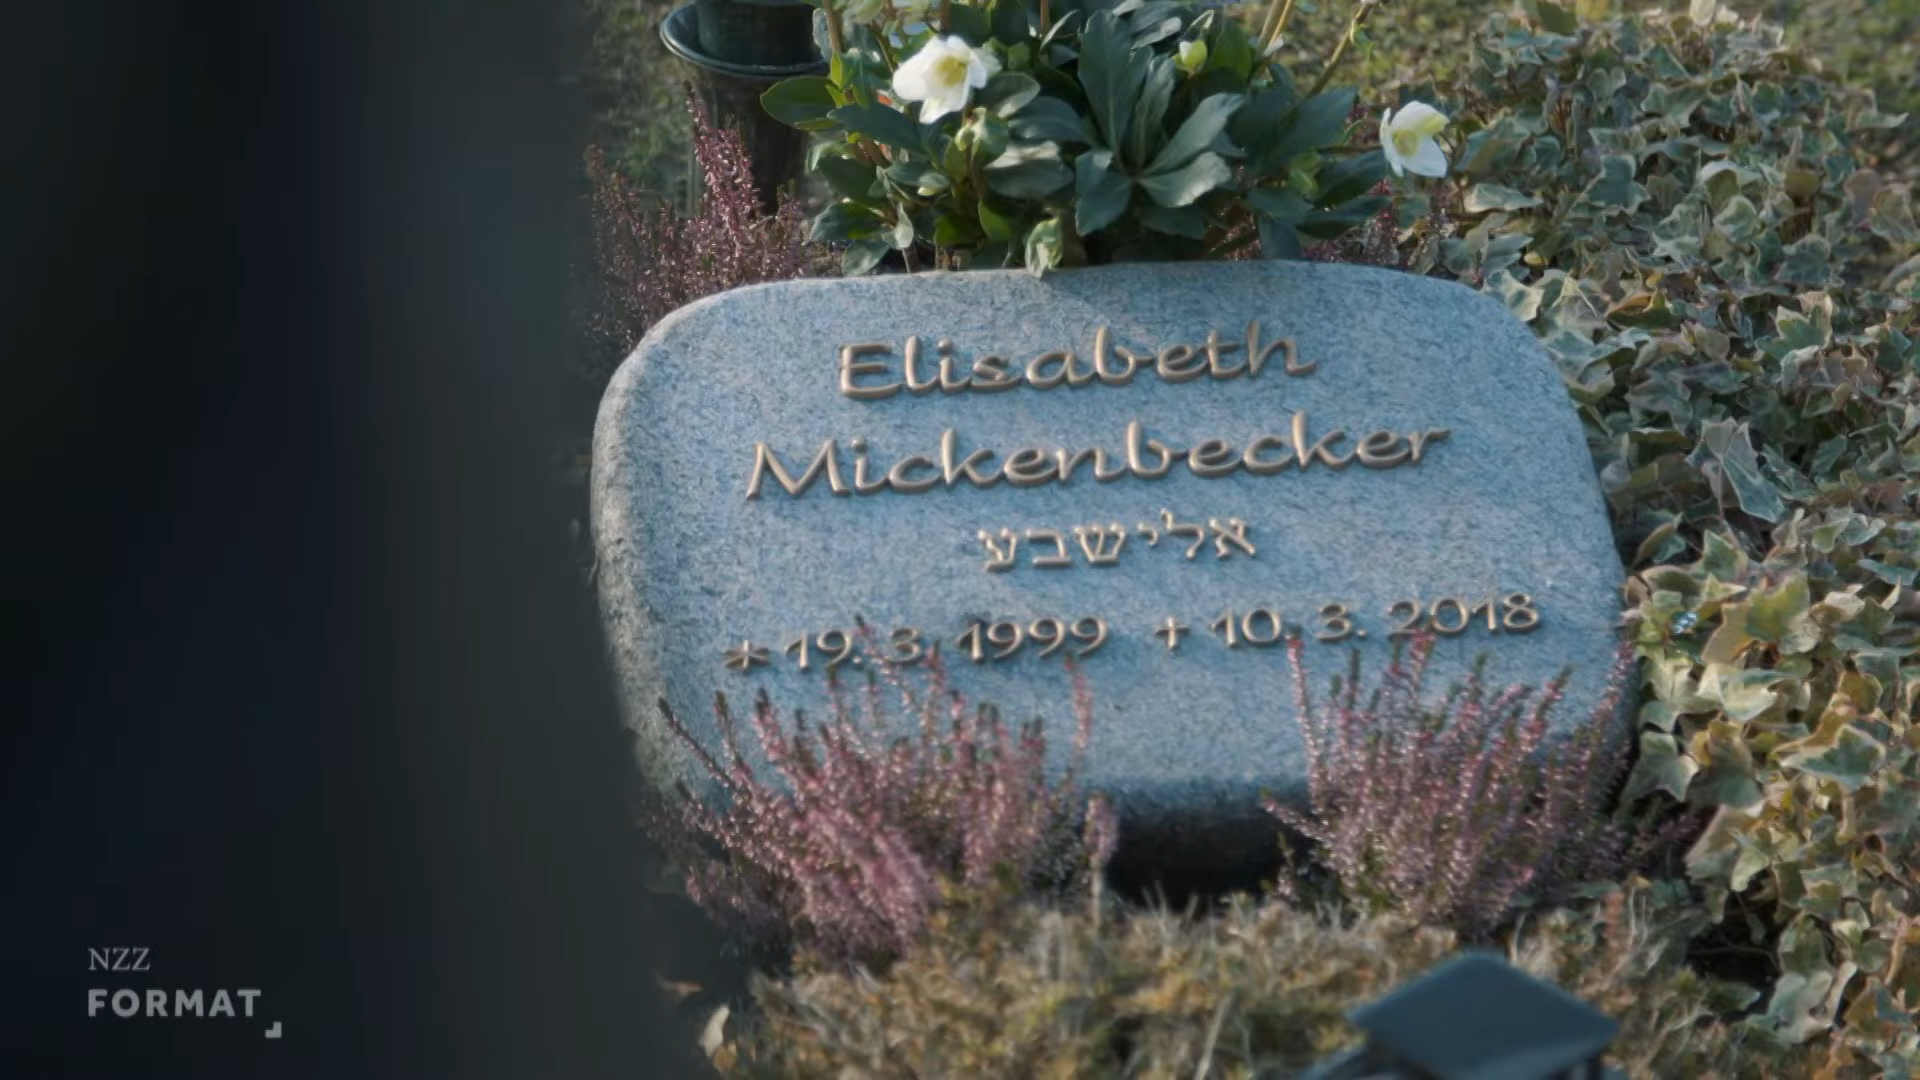 Elisabeth
Mickenbecker
אלישבע
* 19. 3. 1999 + 10. 3. 2018
NZZ
FORMAT